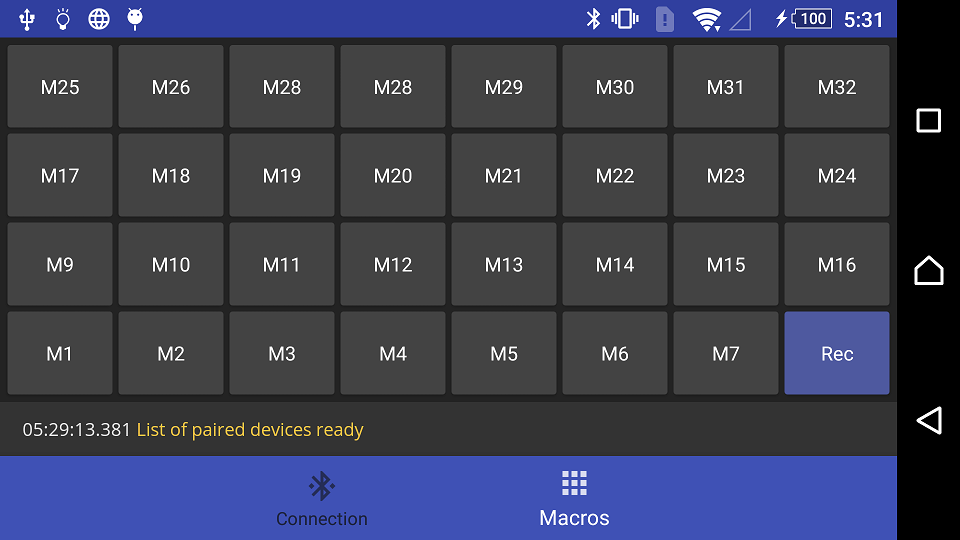 100 5:31
M25 M26 M28 M28 M29 M30 M31 M32
M17 M18 M19 M20 M21 M22 M23 M24
M9 M10 M11 M12 M13 M14 M15 M16
M1 M2 M3 M4 M5 M6 M7 Rec
05:29:13.381 List of paired devices ready
Connection Macros